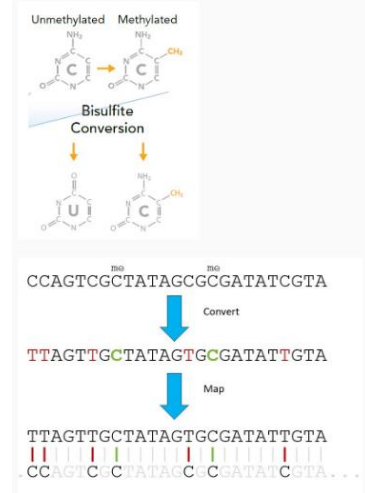 Unmethylated Methylated
NH₂ NH₂
C C CH₃
N C N C
C C
C C C C
O N O N
Bisulfite
Conversion
O NH₂
C C CH₃
N C N C
U C
C C C C
O N O N
me me
CCAGTCGCTATAGCGCGATATCGTA
Convert
TTAGTTGCTATAGTGCGATATTGTA
Map
TTAGTTGCTATAGTGCGATATTGTA
CCAGTCGCTATAGCGCGATATCGTA...